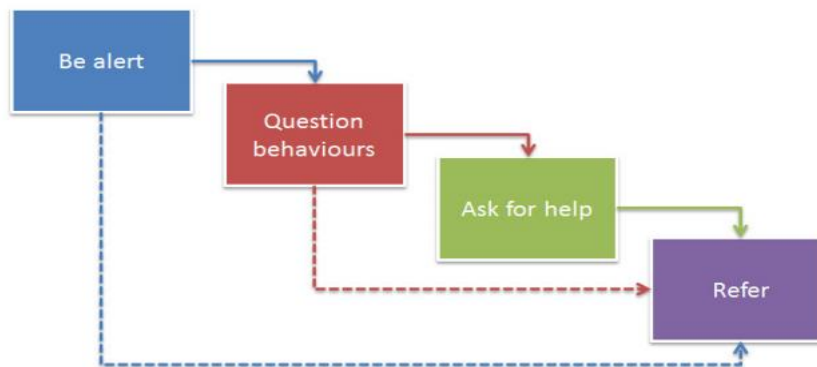 Be alert
Question
behaviours
Ask for help
Refer